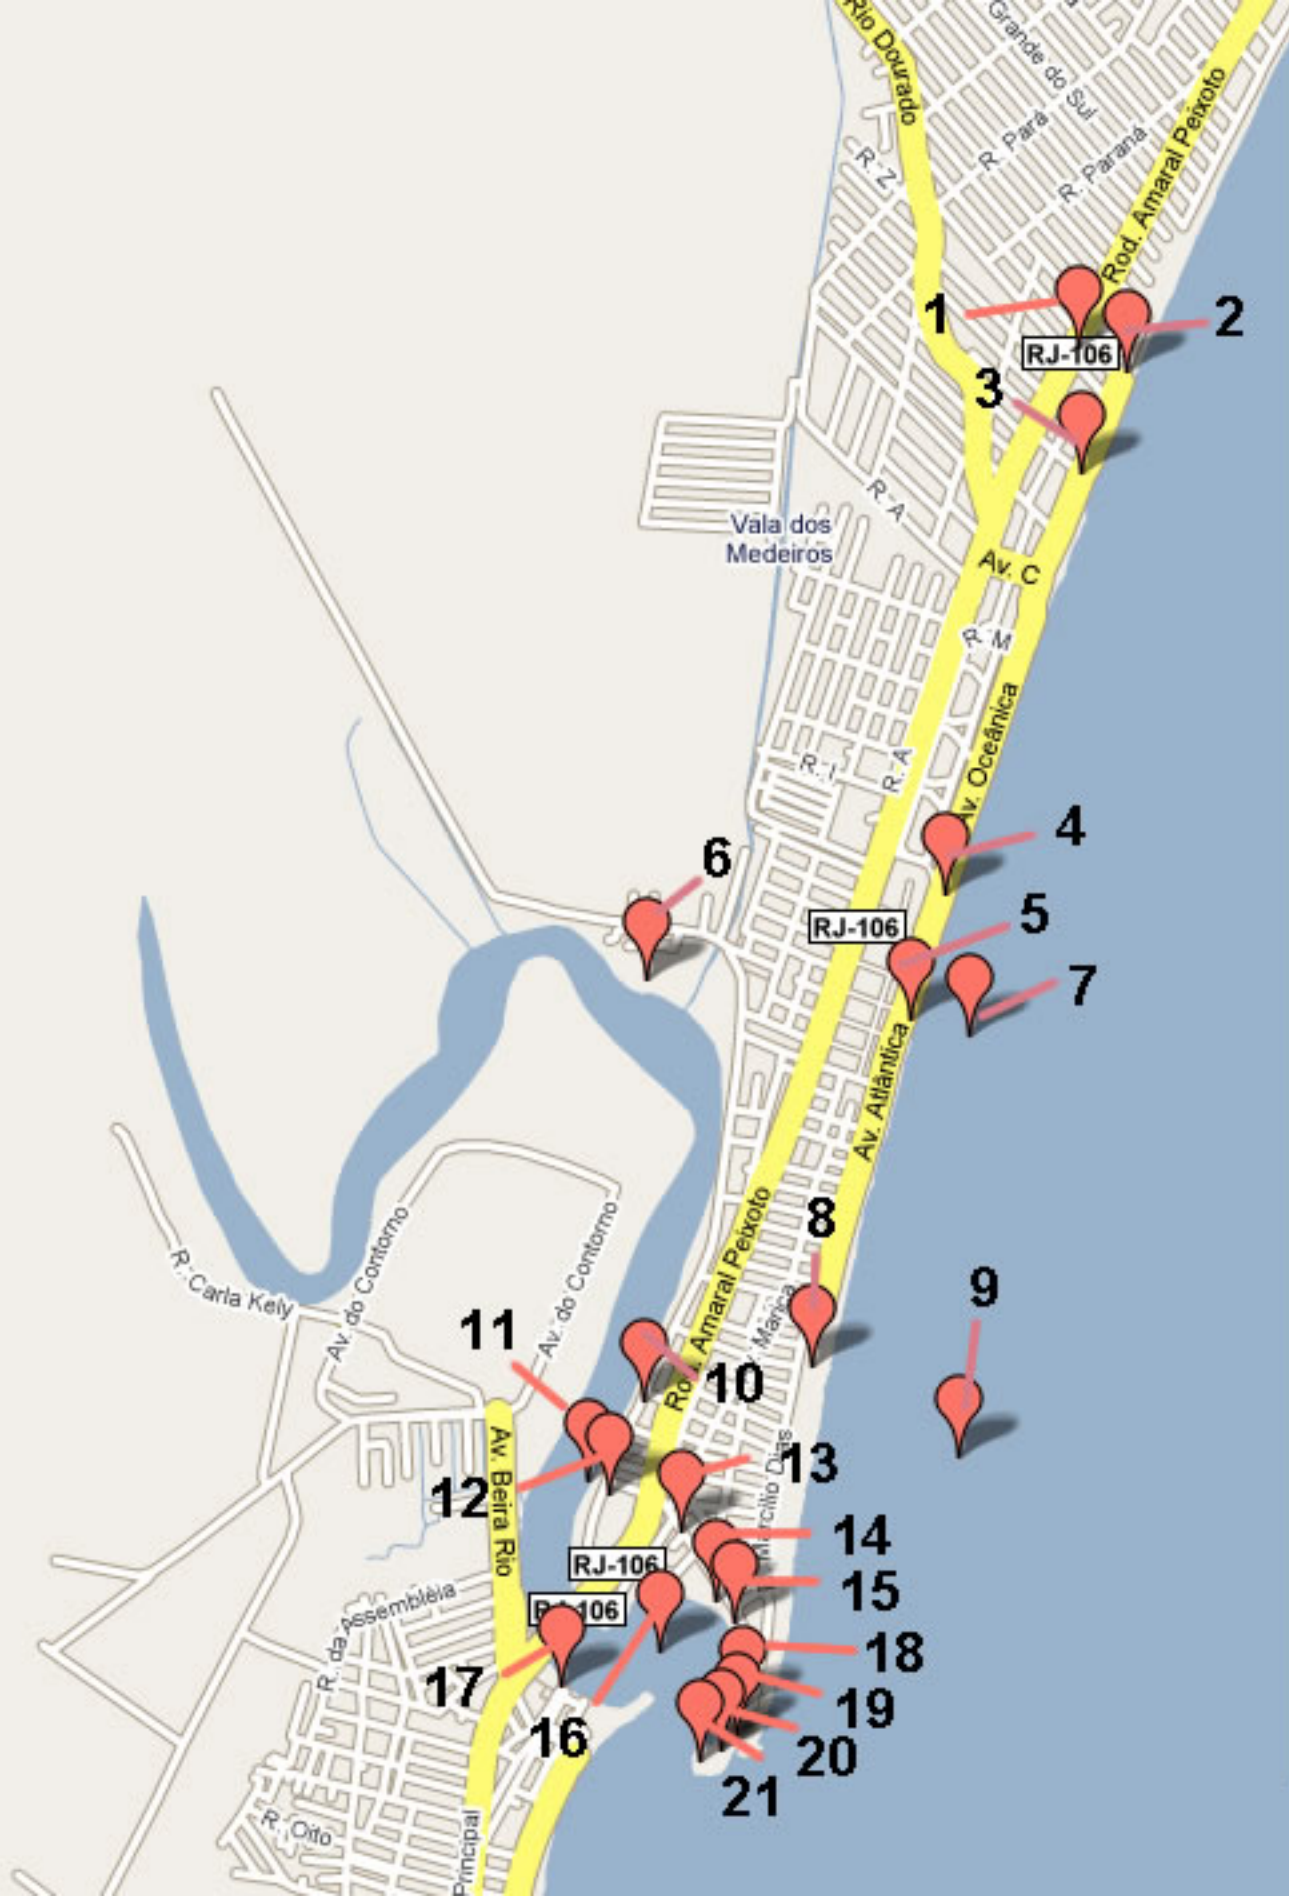 Rio Dourado
Grande do Sul
R. Pará
R. Paraná
Rod. Amaral Peixoto
R. Z
1
2
RJ-106
3
R. A
Vala dos
Medeiros
Av. C
R. M
Av. Oceánica
R. I
R. A
4
6
RJ-106
5
7
Av. Atlântica
8
Rod. Amaral Peixoto
Av. do Contorno
Av. do Contorno
R. Carla Kely
9
11
10
Av. Beira Rio
12
13
Marcilio Dias
14
RJ-106
15
R. da Assembléia
18
17
16
19
20
21
R. Oito
Principal